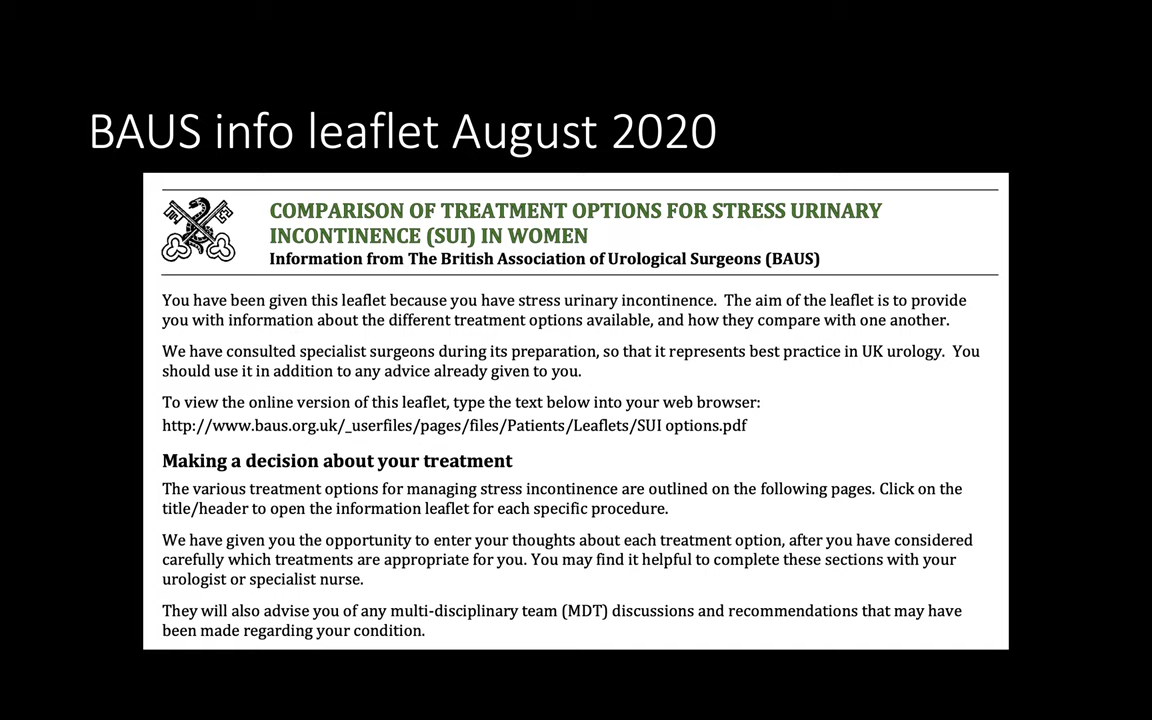 BAUS info leaflet August 2020
COMPARISON OF TREATMENT OPTIONS FOR STRESS URINARY
INCONTINENCE (SUI) IN WOMEN
Information from The British Association of Urological Surgeons (BAUS)
You have been given this leaflet because you have stress urinary incontinence. The aim of the leaflet is to provide
you with information about the different treatment options available, and how they compare with one another.
We have consulted specialist surgeons during its preparation, so that it represents best practice in UK urology. You
should use it in addition to any advice already given to you.
To view the online version of this leaflet, type the text below into your web browser:
http://www.baus.org.uk/_userfiles/pages/files/Patients/Leaflets/SUI options.pdf
Making a decision about your treatment
The various treatment options for managing stress incontinence are outlined on the following pages. Click on the
title/header to open the information leaflet for each specific procedure.
We have given you the opportunity to enter your thoughts about each treatment option, after you have considered
carefully which treatments are appropriate for you. You may find it helpful to complete these sections with your
urologist or specialist nurse.
They will also advise you of any multi-disciplinary team (MDT) discussions and recommendations that may have
been made regarding your condition.